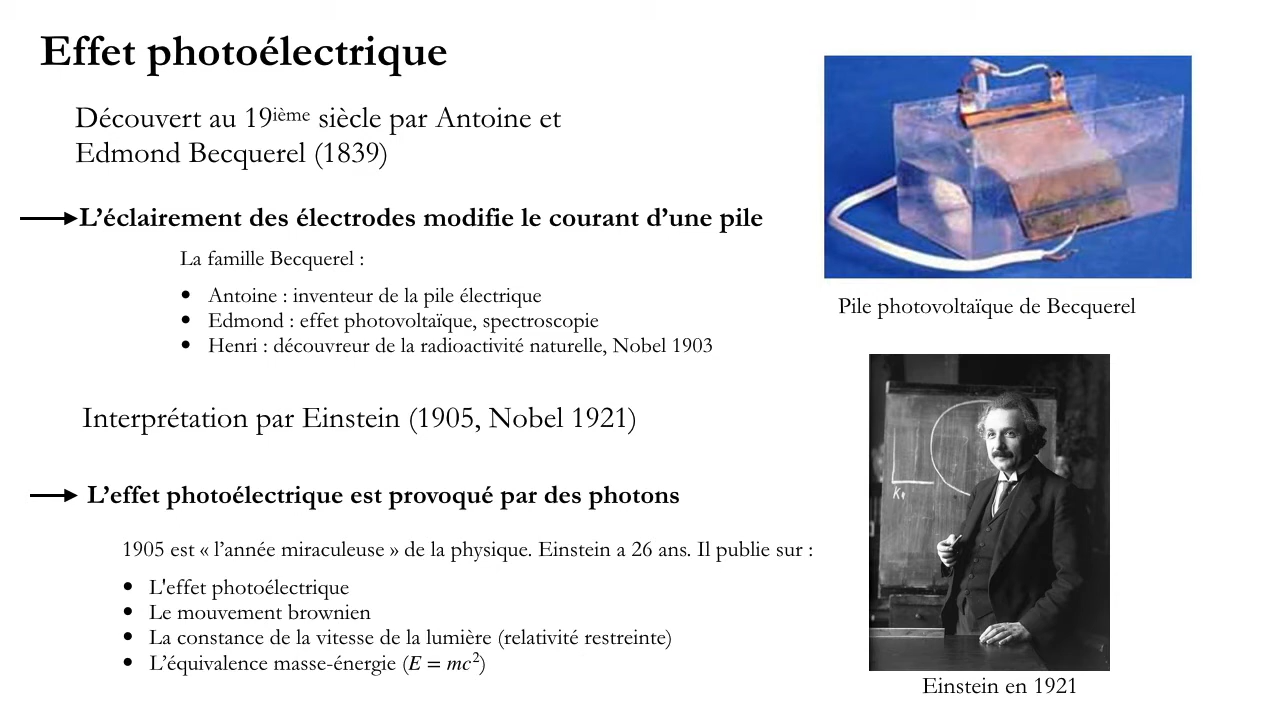 Effet photoélectrique
Découvert au 19ième siècle par Antoine et
Edmond Becquerel (1839)
L’éclairement des électrodes modifie le courant d’une pile
La famille Becquerel :
• Antoine : inventeur de la pile électrique
• Edmond : effet photovoltaïque, spectroscopie
• Henri : découvreur de la radioactivité naturelle, Nobel 1903
Pile photovoltaïque de Becquerel
Interprétation par Einstein (1905, Nobel 1921)
L’effet photoélectrique est provoqué par des photons
1905 est « l’année miraculeuse » de la physique. Einstein a 26 ans. Il publie sur :
• L'effet photoélectrique
• Le mouvement brownien
• La constance de la vitesse de la lumière (relativité restreinte)
• L’équivalence masse-énergie (E = mc²)
Einstein en 1921